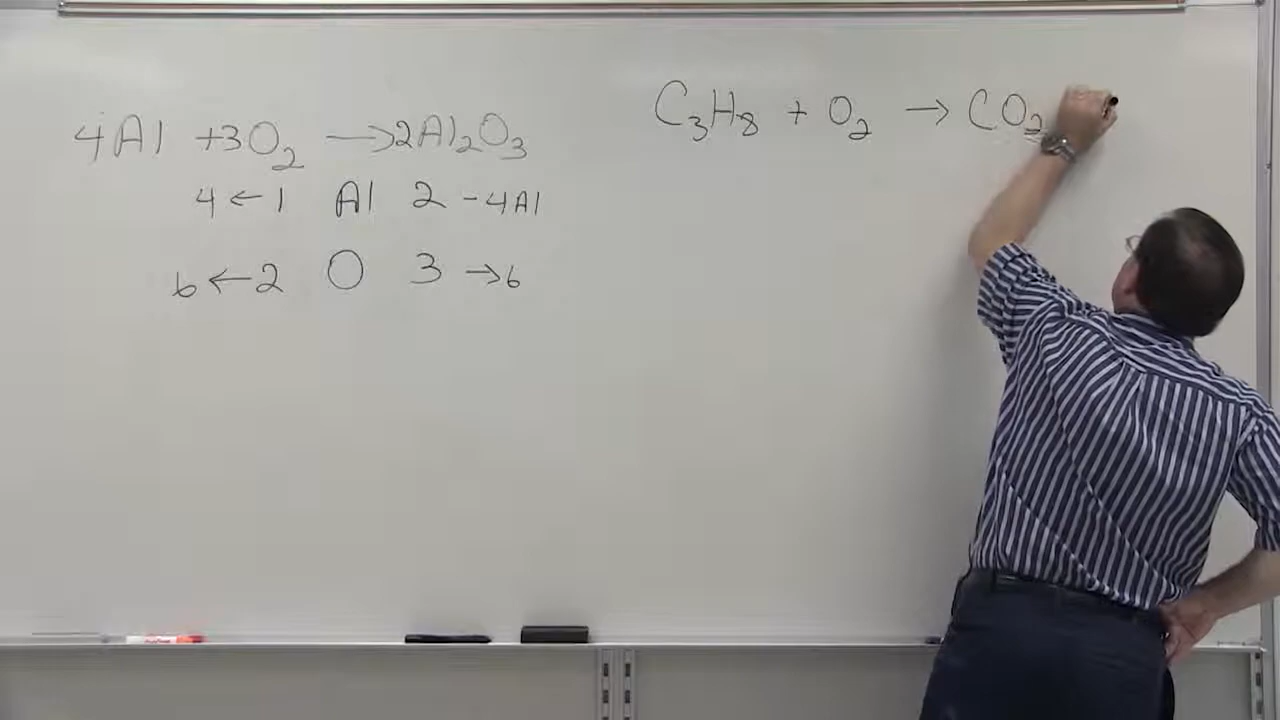 4Al +3O₂ →2Al₂O₃
4 ← 1 Al 2 - 4Al
6 ← 2 O 3 → 6
C₃H₈ + O₂ → CO₂